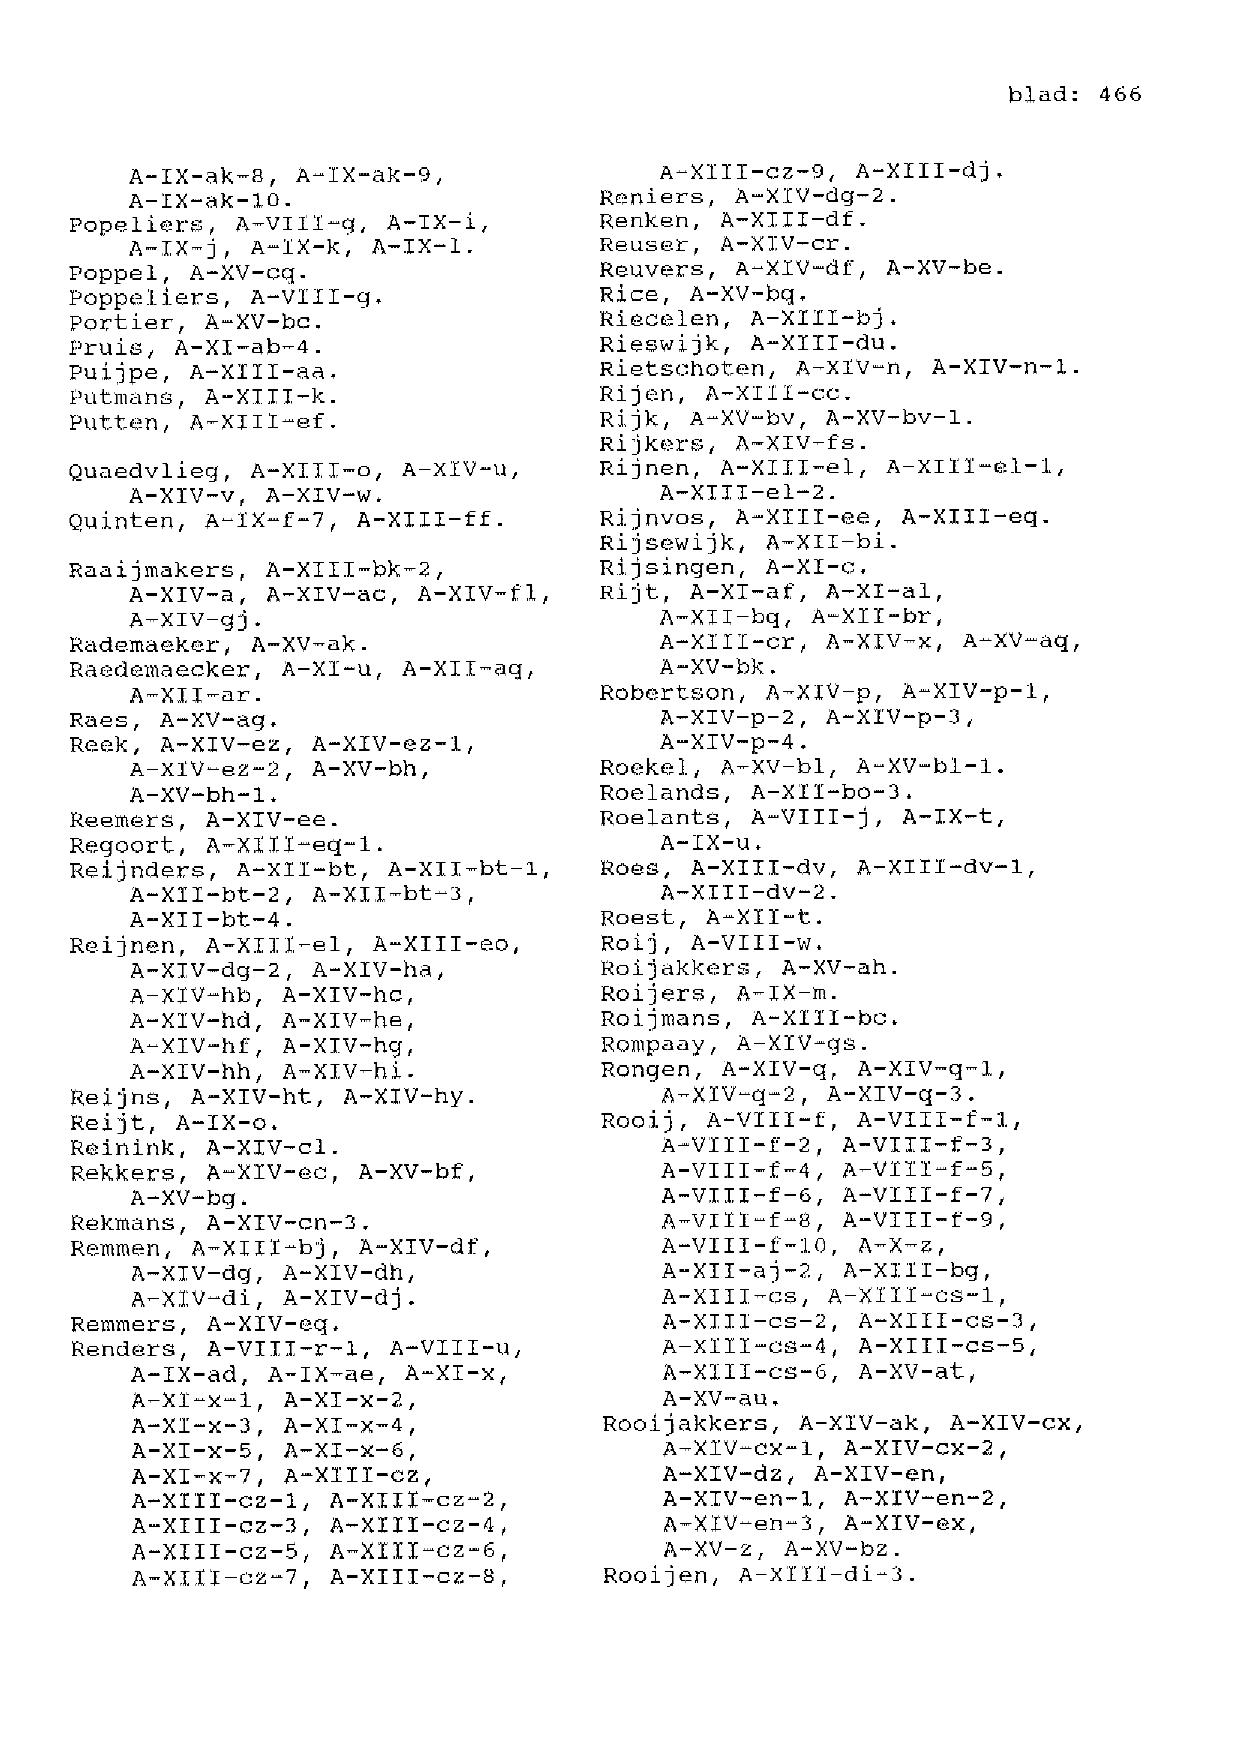 blad: 466
A-IX-ak-8, A-IX-ak-9,
A-IX-ak-10.
Popeliers, A-VIII-g, A-IX-i,
A-IX-j, A-IX-k, A-IX-l.
Poppel, A-XV-cq.
Poppeliers, A-VIII-g.
Portier, A-XV-bc.
Pruis, A-XI-ab-4.
Puijpe, A-XIII-aa.
Putmans, A-XIII-k.
Putten, A-XIII-ef.
Quaedvlieg, A-XIII-o, A-XIV-u,
A-XIV-v, A-XIV-w.
Quinten, A-IX-f-7, A-XIII-ff.
Raaijmakers, A-XIII-bk-2,
A-XIV-a, A-XIV-ac, A-XIV-fl,
A-XIV-gj.
Rademaeker, A-XV-ak.
Raedemaecker, A-XI-u, A-XII-aq,
A-XII-ar.
Raes, A-XV-ag.
Reek, A-XIV-ez, A-XIV-ez-1,
A-XIV-ez-2, A-XV-bh,
A-XV-bh-1.
Reemers, A-XIV-ee.
Regoort, A-XIII-eq-1.
Reijnders, A-XII-bt, A-XII-bt-1,
A-XII-bt-2, A-XII-bt-3,
A-XII-bt-4.
Reijnen, A-XIII-el, A-XIII-eo,
A-XIV-dg-2, A-XIV-ha,
A-XIV-hb, A-XIV-hc,
A-XIV-hd, A-XIV-he,
A-XIV-hf, A-XIV-hg,
A-XIV-hh, A-XIV-hi.
Reijns, A-XIV-ht, A-XIV-hy.
Reijt, A-IX-o.
Reinink, A-XIV-cl.
Rekkers, A-XIV-ec, A-XV-bf,
A-XV-bg.
Rekmans, A-XIV-cn-3.
Remmen, A-XIII-bj, A-XIV-df,
A-XIV-dg, A-XIV-dh,
A-XIV-di, A-XIV-dj.
Remmers, A-XIV-eq.
Renders, A-VIII-r-1, A-VIII-u,
A-IX-ad, A-IX-ae, A-XI-x,
A-XI-x-1, A-XI-x-2,
A-XI-x-3, A-XI-x-4,
A-XI-x-5, A-XI-x-6,
A-XI-x-7, A-XIII-cz,
A-XIII-cz-1, A-XIII-cz-2,
A-XIII-cz-3, A-XIII-cz-4,
A-XIII-cz-5, A-XIII-cz-6,
A-XIII-cz-7, A-XIII-cz-8,
A-XIII-cz-9, A-XIII-dj.
Reniers, A-XIV-dg-2.
Renken, A-XIII-df.
Reuser, A-XIV-cr.
Reuvers, A-XIV-df, A-XV-be.
Rice, A-XV-bq.
Riecelen, A-XIII-bj.
Rieswijk, A-XIII-du.
Rietschoten, A-XIV-n, A-XIV-n-1.
Rijen, A-XIII-cc.
Rijk, A-XV-bv, A-XV-bv-1.
Rijkers, A-XIV-fs.
Rijnen, A-XIII-el, A-XIII-el-1,
A-XIII-el-2.
Rijnvos, A-XIII-ee, A-XIII-eq.
Rijsewijk, A-XII-bi.
Rijsingen, A-XI-c.
Rijt, A-XI-af, A-XI-al,
A-XII-bq, A-XII-br,
A-XIII-cr, A-XIV-x, A-XV-aq,
A-XV-bk.
Robertson, A-XIV-p, A-XIV-p-1,
A-XIV-p-2, A-XIV-p-3,
A-XIV-p-4.
Roekel, A-XV-bl, A-XV-bl-1.
Roelands, A-XII-bo-3.
Roelants, A-VIII-j, A-IX-t,
A-IX-u.
Roes, A-XIII-dv, A-XIII-dv-1,
A-XIII-dv-2.
Roest, A-XII-t.
Roij, A-VIII-w.
Roijakkers, A-XV-ah.
Roijers, A-IX-m.
Roijmans, A-XIII-bc.
Rompaay, A-XIV-gs.
Rongen, A-XIV-q, A-XIV-q-1,
A-XIV-q-2, A-XIV-q-3.
Rooij, A-VIII-f, A-VIII-f-1,
A-VIII-f-2, A-VIII-f-3,
A-VIII-f-4, A-VIII-f-5,
A-VIII-f-6, A-VIII-f-7,
A-VIII-f-8, A-VIII-f-9,
A-VIII-f-10, A-X-z,
A-XII-aj-2, A-XIII-bg,
A-XIII-cs, A-XIII-cs-1,
A-XIII-cs-2, A-XIII-cs-3,
A-XIII-cs-4, A-XIII-cs-5,
A-XIII-cs-6, A-XV-at,
A-XV-au.
Rooijakkers, A-XIV-ak, A-XIV-cx,
A-XIV-cx-1, A-XIV-cx-2,
A-XIV-dz, A-XIV-en,
A-XIV-en-1, A-XIV-en-2,
A-XIV-en-3, A-XIV-ex,
A-XV-z, A-XV-bz.
Rooijen, A-XIII-di-3.